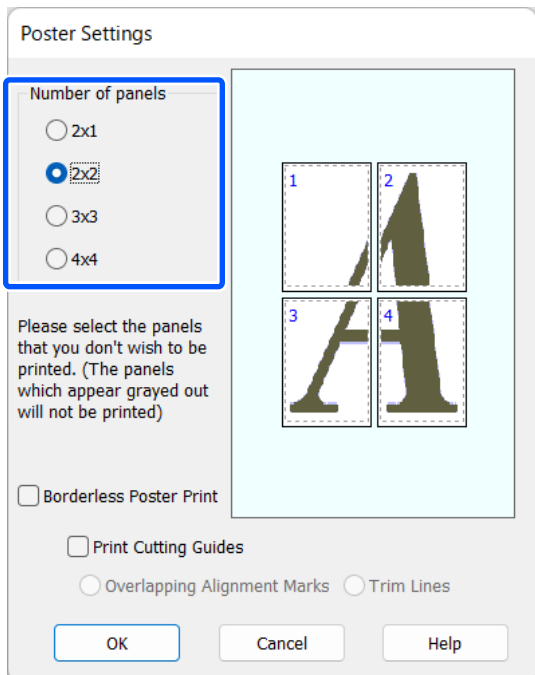 Poster Settings
Number of panels
2x1
2x2
3x3
4x4
1
2
3
4
Please select the panels
that you don't wish to be
printed. (The panels
which appear grayed out
will not be printed)
Borderless Poster Print
Print Cutting Guides
Overlapping Alignment Marks
Trim Lines
OK
Cancel
Help